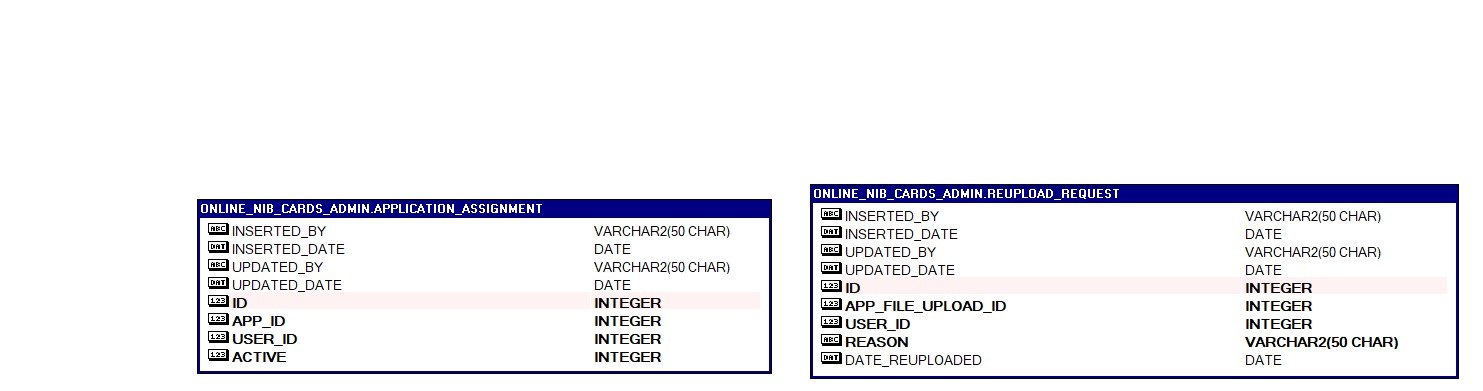 ONLINE_NIB_CARDS_ADMIN.APPLICATION_ASSIGNMENT
ABC INSERTED_BY VARCHAR2(50 CHAR)
DAT INSERTED_DATE DATE
ABC UPDATED_BY VARCHAR2(50 CHAR)
DAT UPDATED_DATE DATE
123 ID INTEGER
123 APP_ID INTEGER
123 USER_ID INTEGER
123 ACTIVE INTEGER
ONLINE_NIB_CARDS_ADMIN.REUPLOAD_REQUEST
ABC INSERTED_BY VARCHAR2(50 CHAR)
DAT INSERTED_DATE DATE
ABC UPDATED_BY VARCHAR2(50 CHAR)
DAT UPDATED_DATE DATE
123 ID INTEGER
123 APP_FILE_UPLOAD_ID INTEGER
123 USER_ID INTEGER
ABC REASON VARCHAR2(50 CHAR)
DAT DATE_REUPLOADED DATE